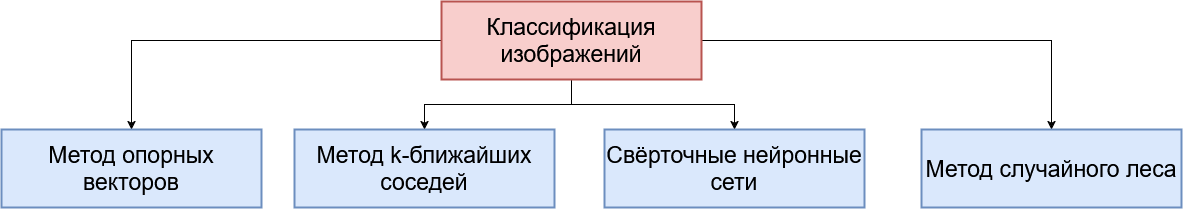 Классификация
изображений
Метод опорных
векторов
Метод k-ближайших
соседей
Свёрточные нейронные
сети
Метод случайного леса